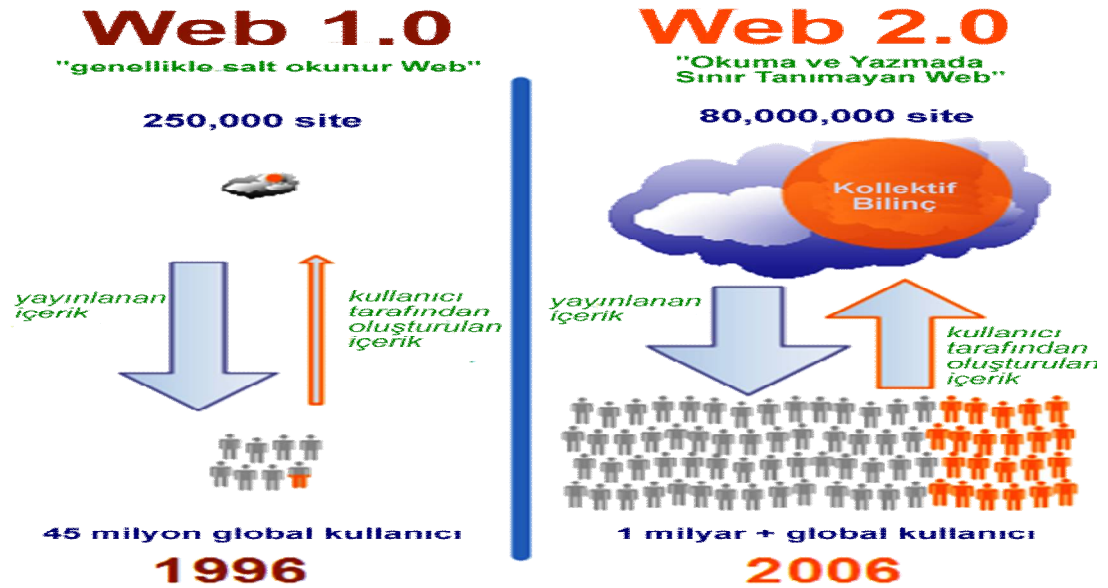 Web 1.0
"genellikle salt okunur Web"
250,000 site
yayınlanan
içerik
kullanıcı
tarafından
oluşturulan
içerik
45 milyon global kullanıcı
1996
Web 2.0
"Okuma ve Yazmada
Sınır Tanımayan Web"
80,000,000 site
Kollektif
Bilinç
yayınlanan
içerik
kullanıcı
tarafından
oluşturulan
içerik
1 milyar + global kullanıcı
2006